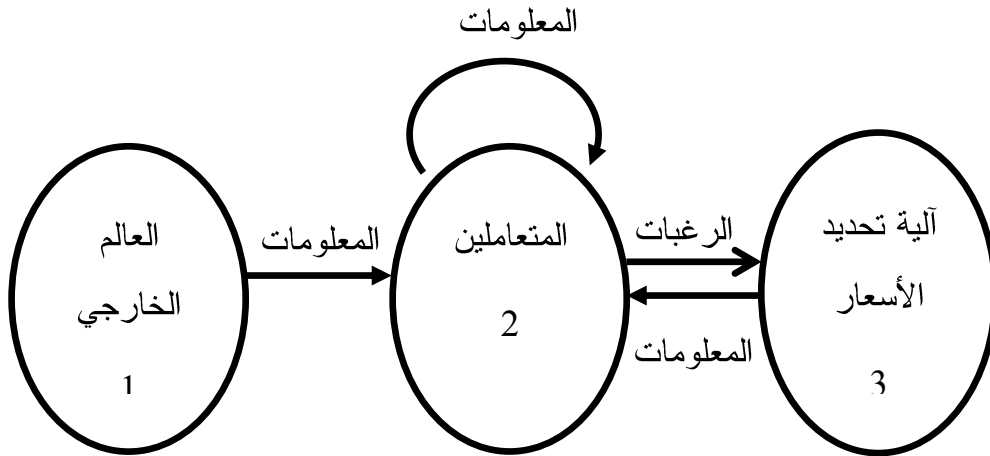 المعلومات
العالم
الخارجي
1
المعلومات
المتعاملين
2
الرغبات
المعلومات
آلية تحديد
الأسعار
3